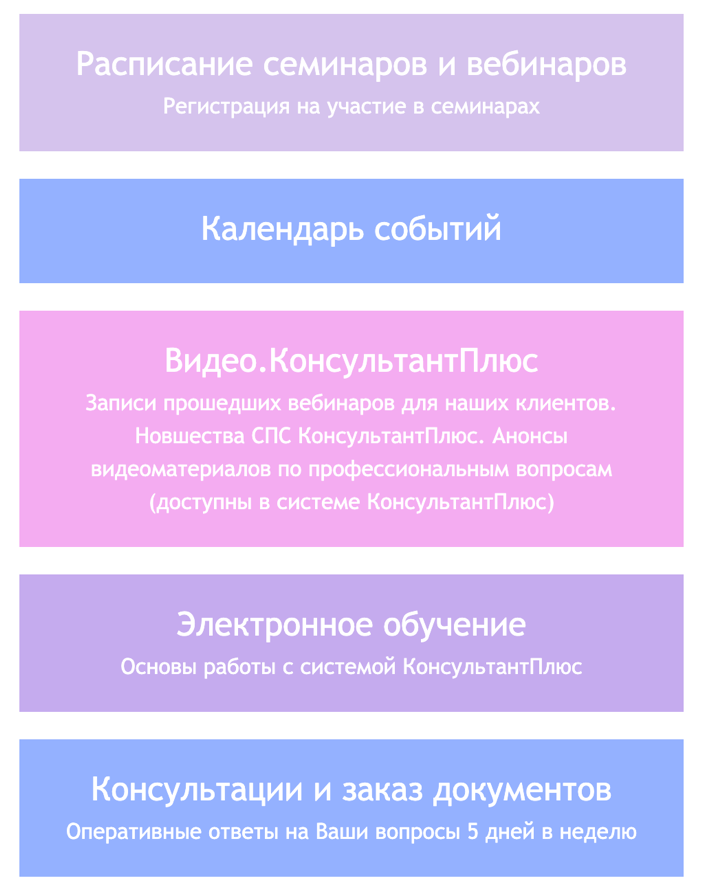 Расписание семинаров и вебинаров
Регистрация на участие в семинарах
Календарь событий
Видео.КонсультантПлюс
Записи прошедших вебинаров для наших клиентов.
Новшества СПС КонсультантПлюс. Анонсы
видеоматериалов по профессиональным вопросам
(доступны в системе КонсультантПлюс)
Электронное обучение
Основы работы с системой КонсультантПлюс
Консультации и заказ документов
Оперативные ответы на Ваши вопросы 5 дней в неделю